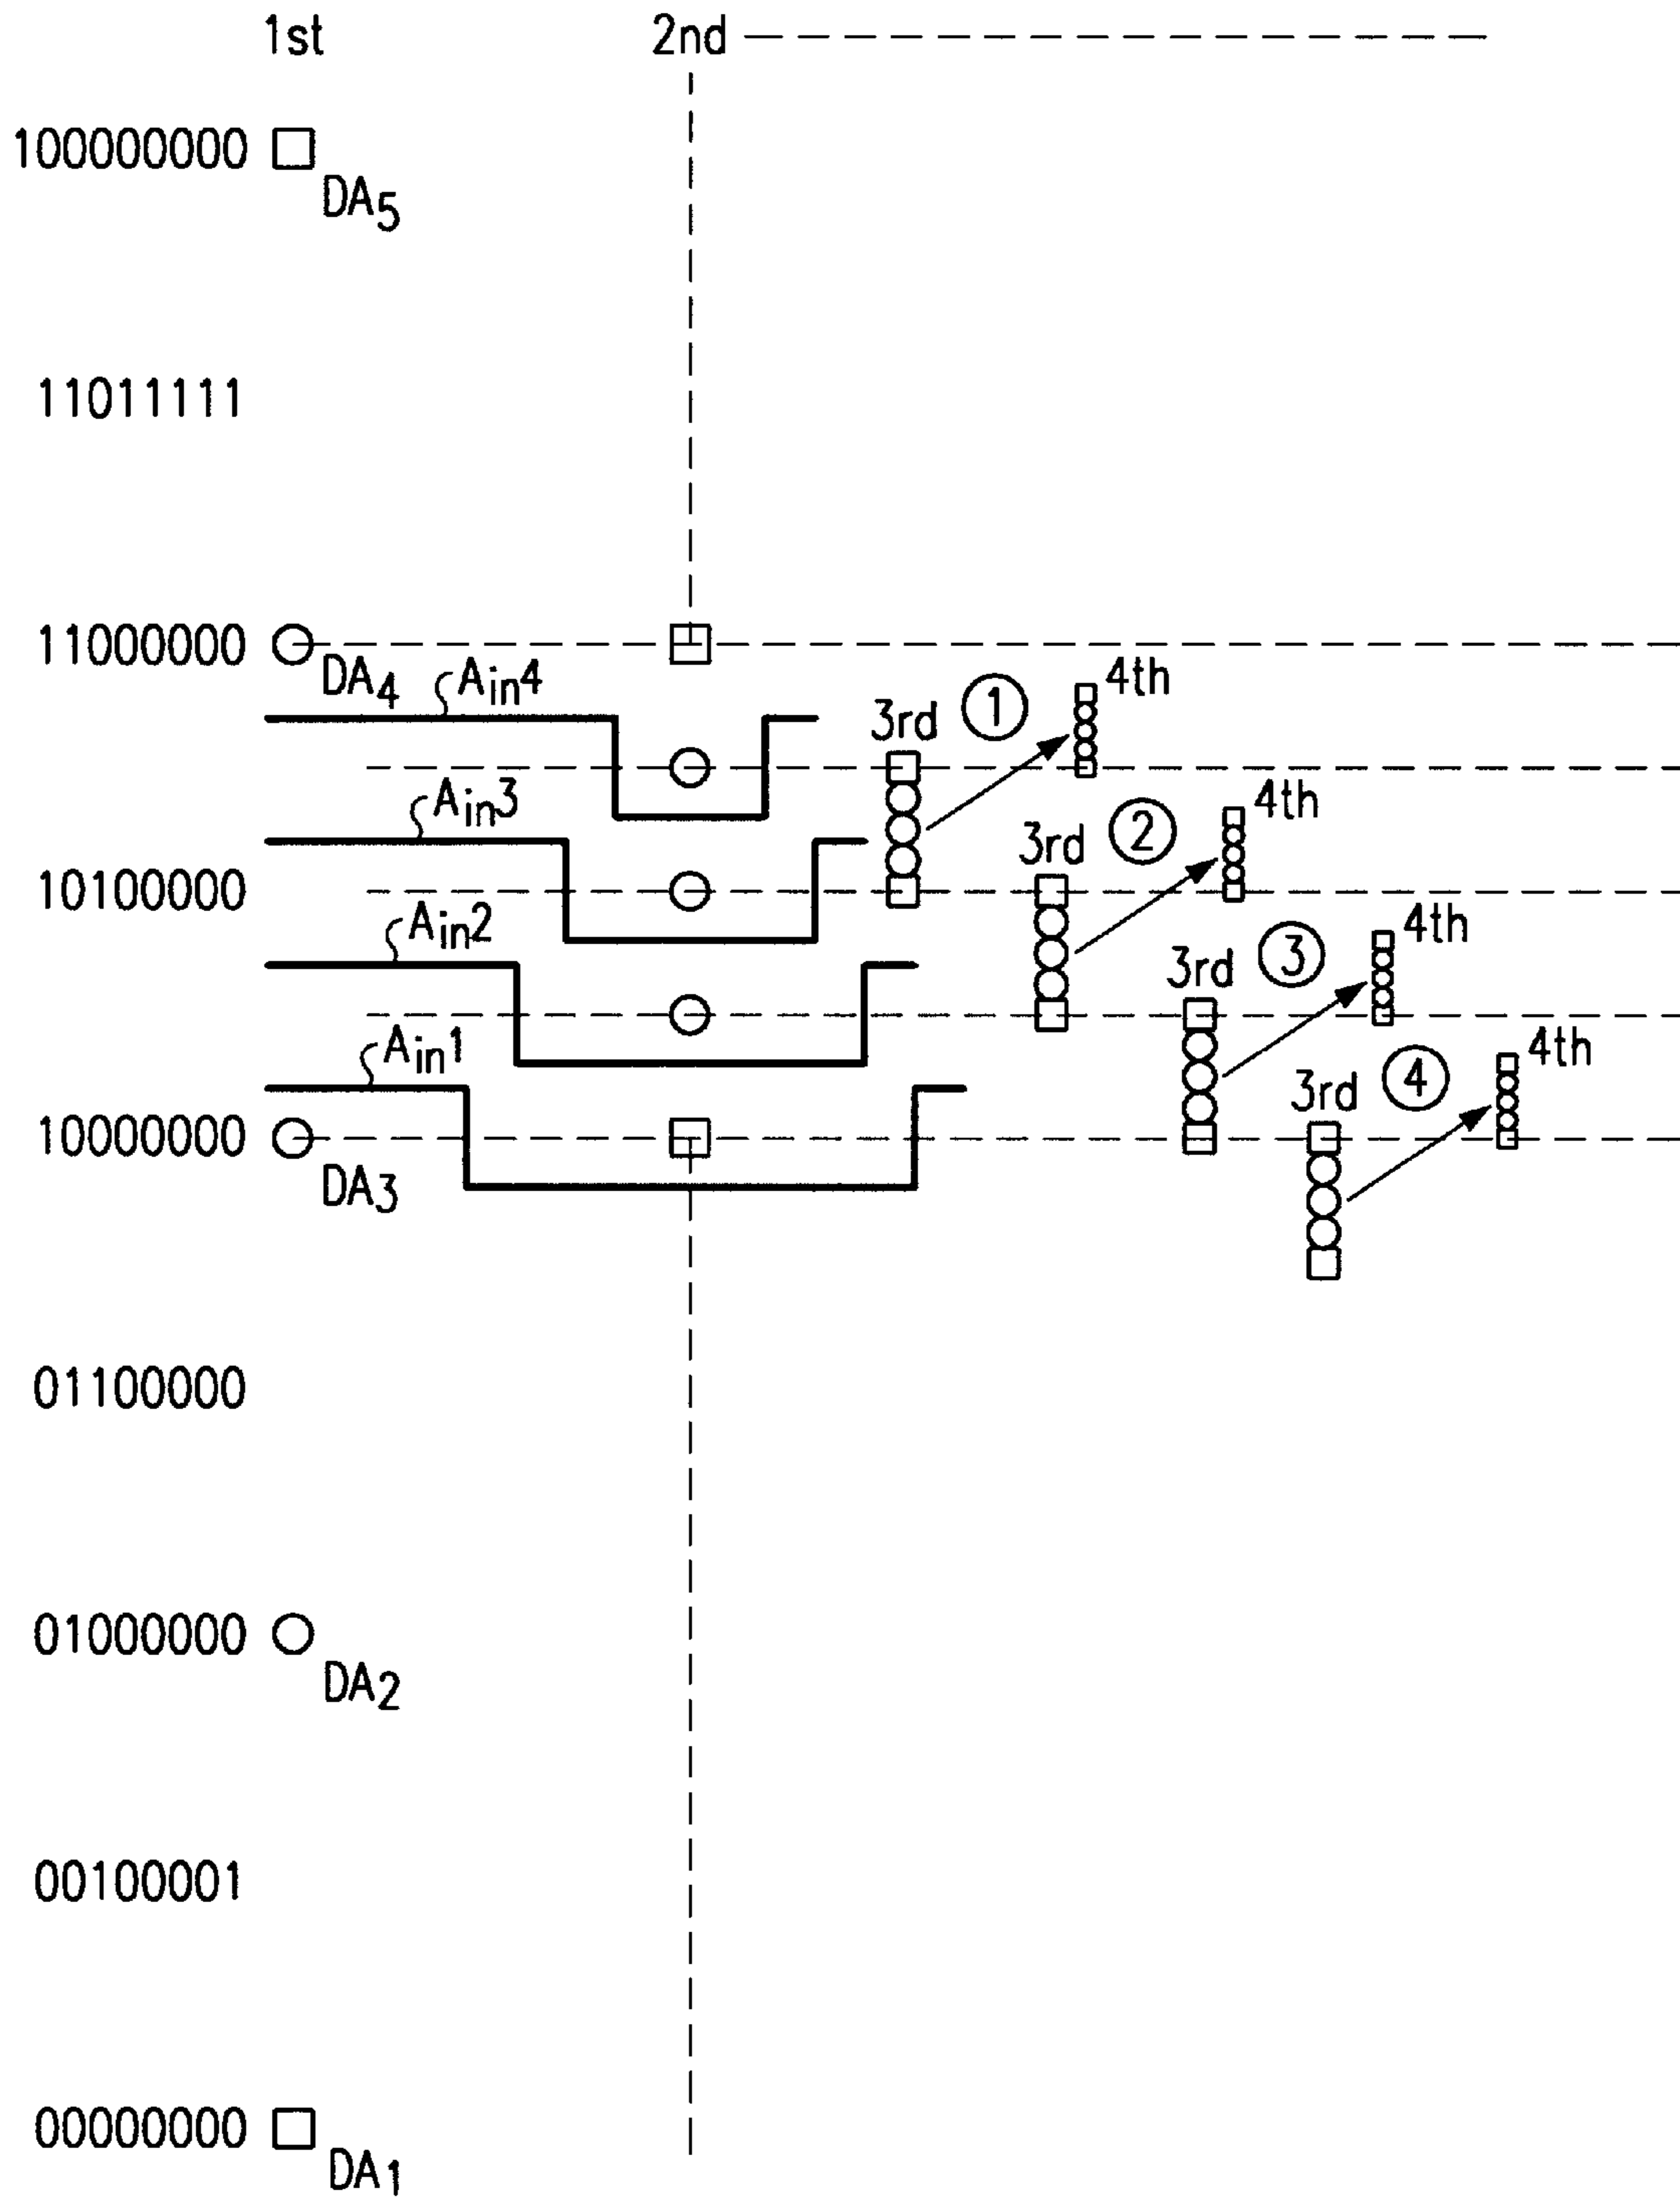 1st 2nd
100000000
DA5
11011111
11000000
DA4 Ain4
4th
3rd 1
Ain3
4th
3rd 2
10100000
Ain2
4th
3rd 3
Ain1
4th
3rd 4
10000000
DA3
01100000
01000000
DA2
00100001
00000000
DA1